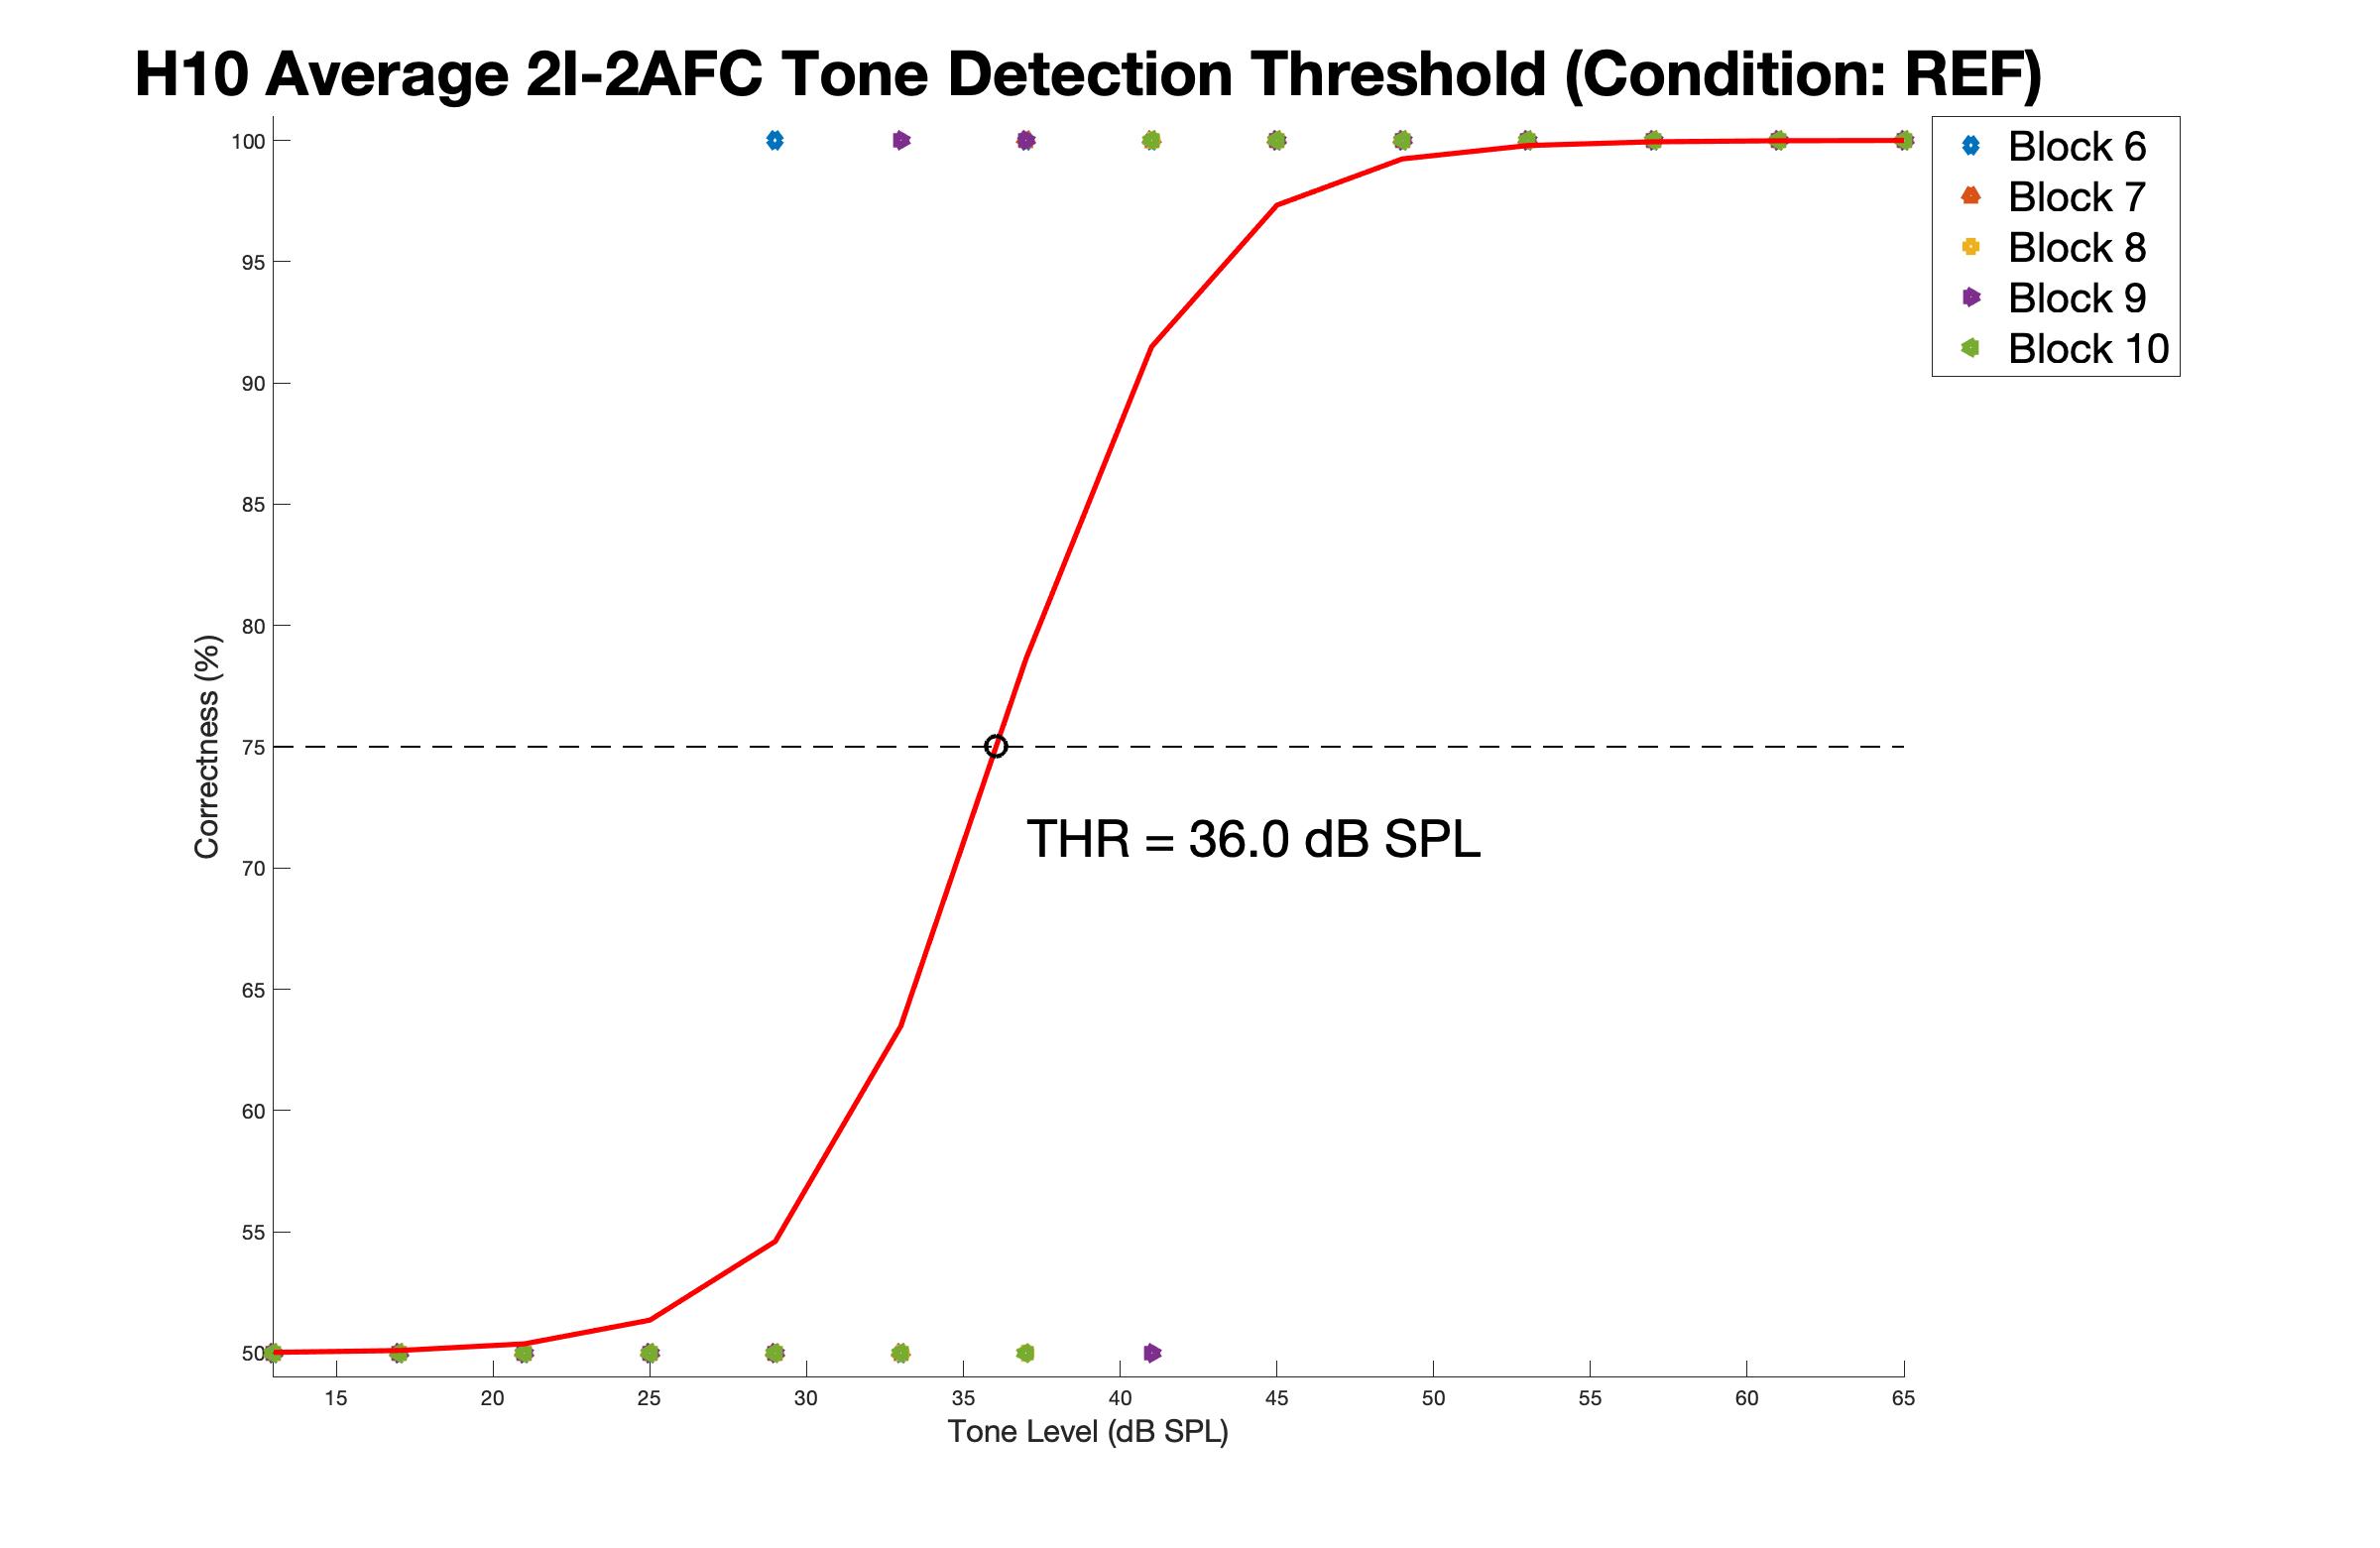 H10 Average 2I-2AFC Tone Detection Threshold (Condition: REF)
100
95
90
85
80
75
70
65
60
55
50
Correctness (%)
THR = 36.0 dB SPL
15 20 25 30 35 40 45 50 55 60 65
Tone Level (dB SPL)
Block 6
Block 7
Block 8
Block 9
Block 10